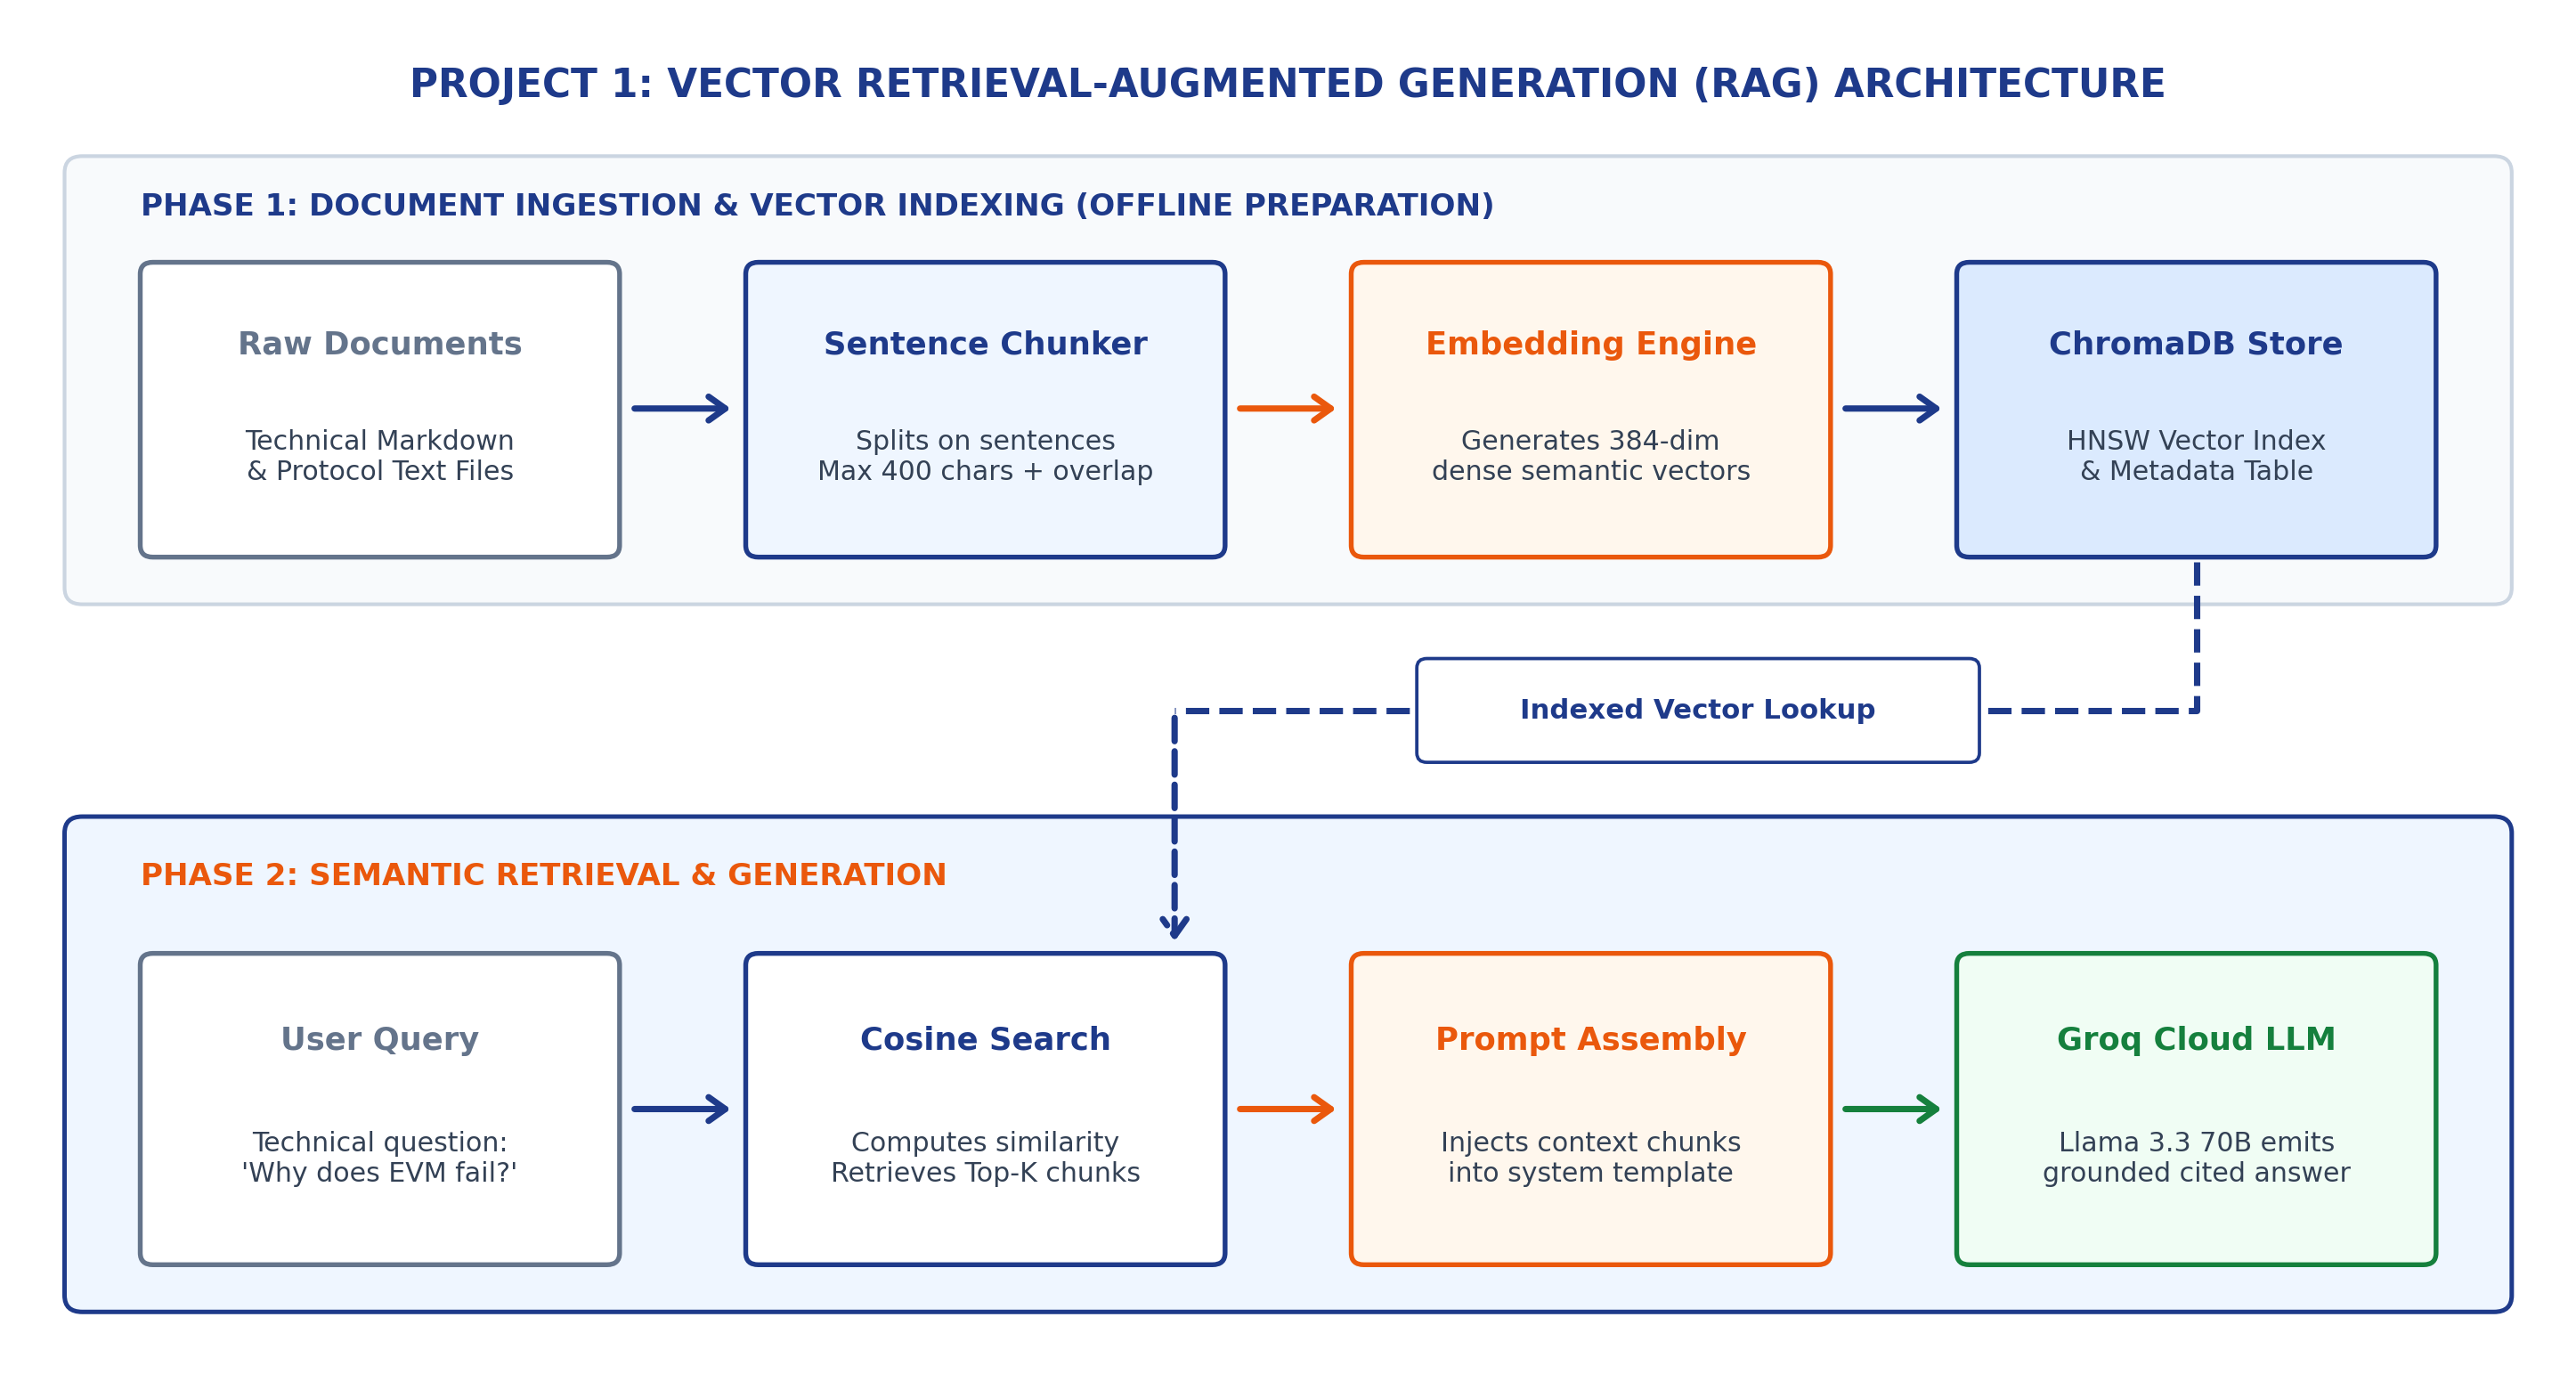 PROJECT 1: VECTOR RETRIEVAL-AUGMENTED GENERATION (RAG) ARCHITECTURE
PHASE 1: DOCUMENT INGESTION & VECTOR INDEXING (OFFLINE PREPARATION)
Raw Documents
Technical Markdown
& Protocol Text Files
Sentence Chunker
Splits on sentences
Max 400 chars + overlap
Embedding Engine
Generates 384-dim
dense semantic vectors
ChromaDB Store
HNSW Vector Index
& Metadata Table
Indexed Vector Lookup
PHASE 2: SEMANTIC RETRIEVAL & GENERATION
User Query
Technical question:
'Why does EVM fail?'
Cosine Search
Computes similarity
Retrieves Top-K chunks
Prompt Assembly
Injects context chunks
into system template
Groq Cloud LLM
Llama 3.3 70B emits
grounded cited answer